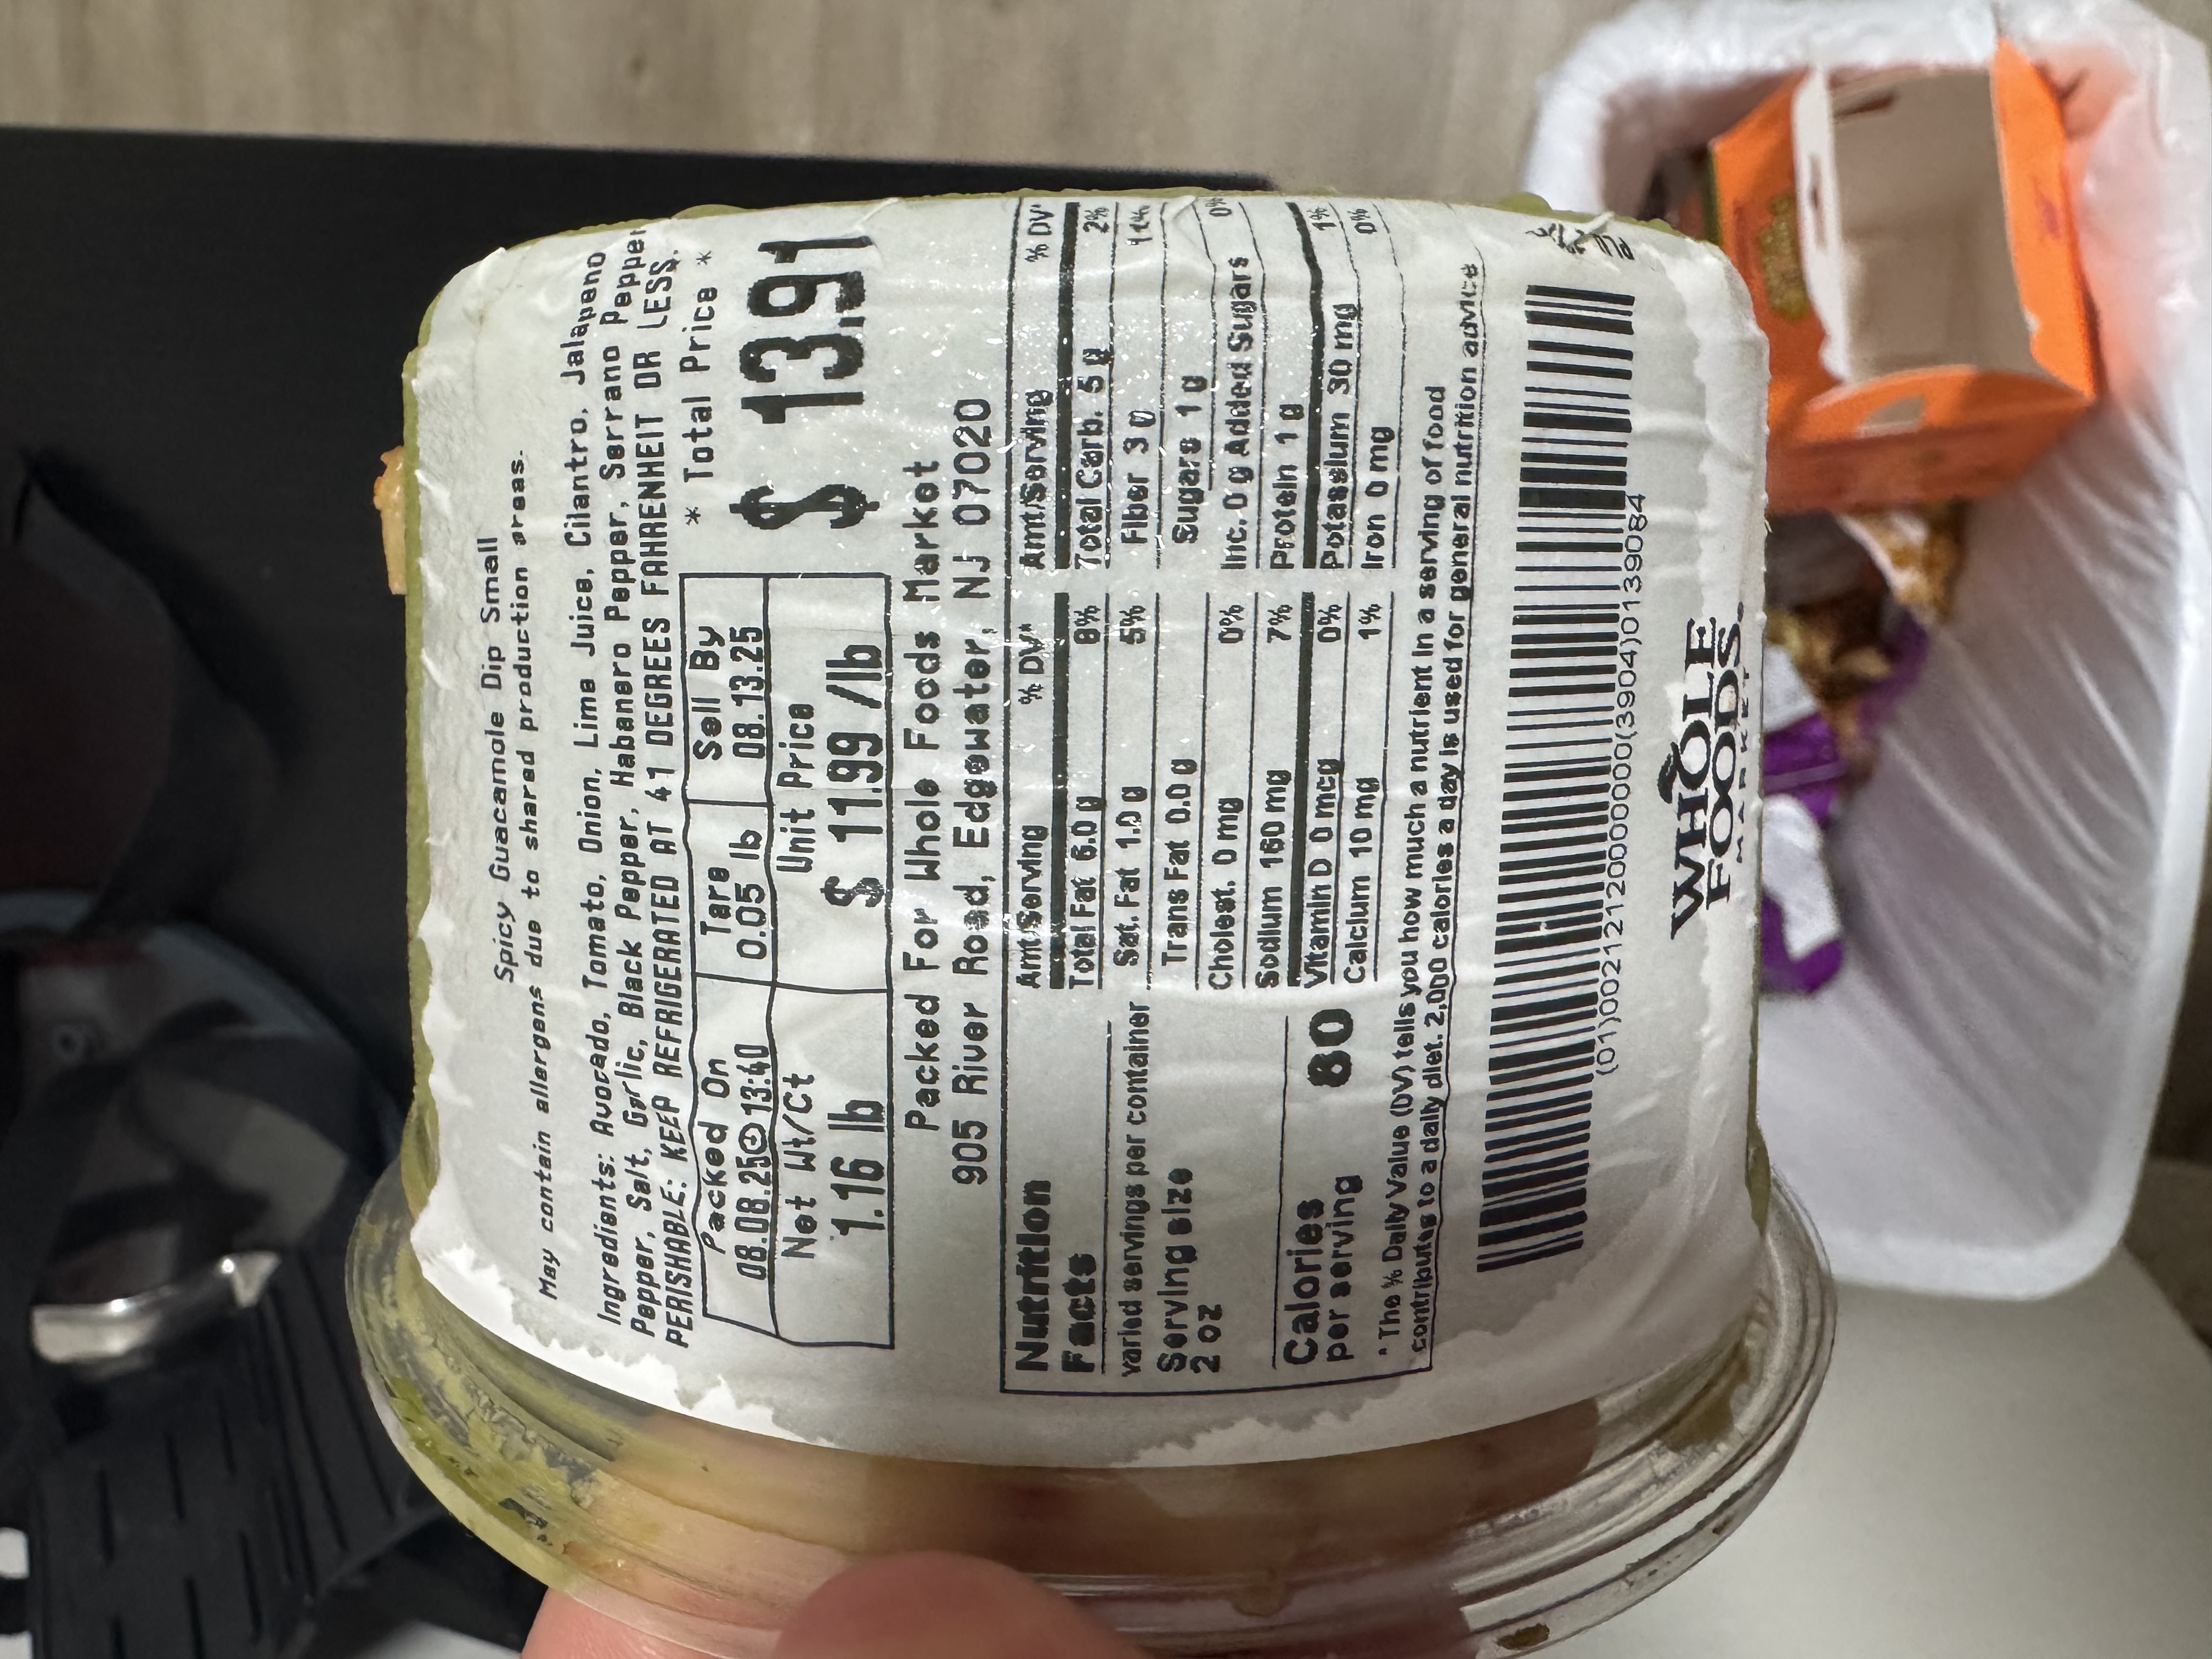 Spicy Guacamole Dip Small
May contain allergens due to shared production areas.
Ingredients: Avocado, Tomato, Onion, Lime Juice, Cilantro, Jalapeno
Pepper, Salt, Garlic, Black Pepper, Habanero Pepper, Serrano Pepper
PERISHABLE: KEEP REFRIGERATED AT 41 DEGREES FAHRENHEIT OR LESS.
Packed On Tare Sell By * Total Price *
08.08.25 13:40 0.05 lb 08.13.25
Net Wt/Ct Unit Price $ 13.91
1.16 lb $ 11.99 /lb
Packed For Whole Foods Market
905 River Road, Edgewater, NJ 07020
Nutrition
Facts
varied servings per container
Serving size
2 oz
Calories
per serving 80
Amt/Serving % DV*
Total Fat 6.0 g 8%
Sat. Fat 1.0 g 5%
Trans Fat 0.0 g
Cholest. 0 mg 0%
Sodium 160 mg 7%
Vitamin D 0 mcg 0%
Calcium 10 mg 1%
Amt/Serving % DV*
Total Carb. 5 g 2%
Fiber 3 g
Sugars 1 g
Inc. 0 g Added Sugars 0%
Protein 1 g
Potassium 30 mg 1%
Iron 0 mg 0%
* The % Daily Value (DV) tells you how much a nutrient in a serving of food
contributes to a daily diet. 2,000 calories a day is used for general nutrition advice
PLU
(01)00212120000000(3904)0139084
WHOLE
FOODS
MARKET